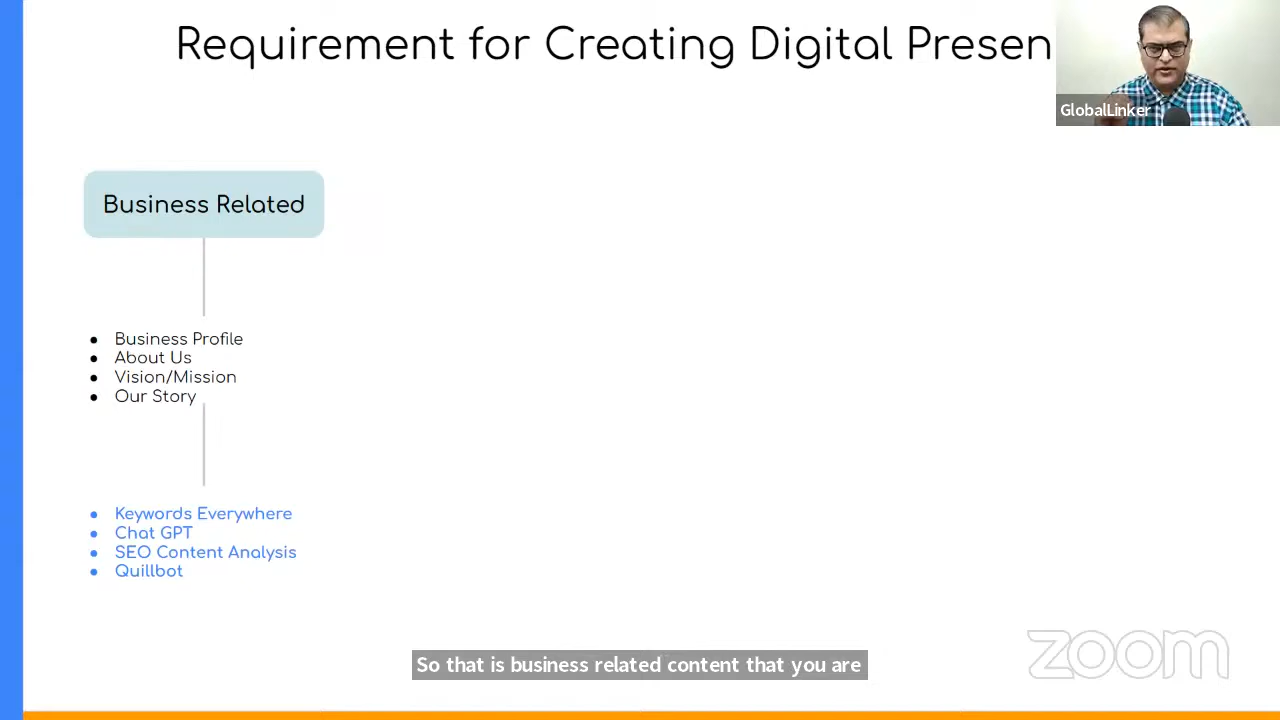 Requirement for Creating Digital Presen
GlobalLinker
Business Related
● Business Profile
● About Us
● Vision/Mission
● Our Story
● Keywords Everywhere
● Chat GPT
● SEO Content Analysis
● Quillbot
So that is business related content that you are
zoom